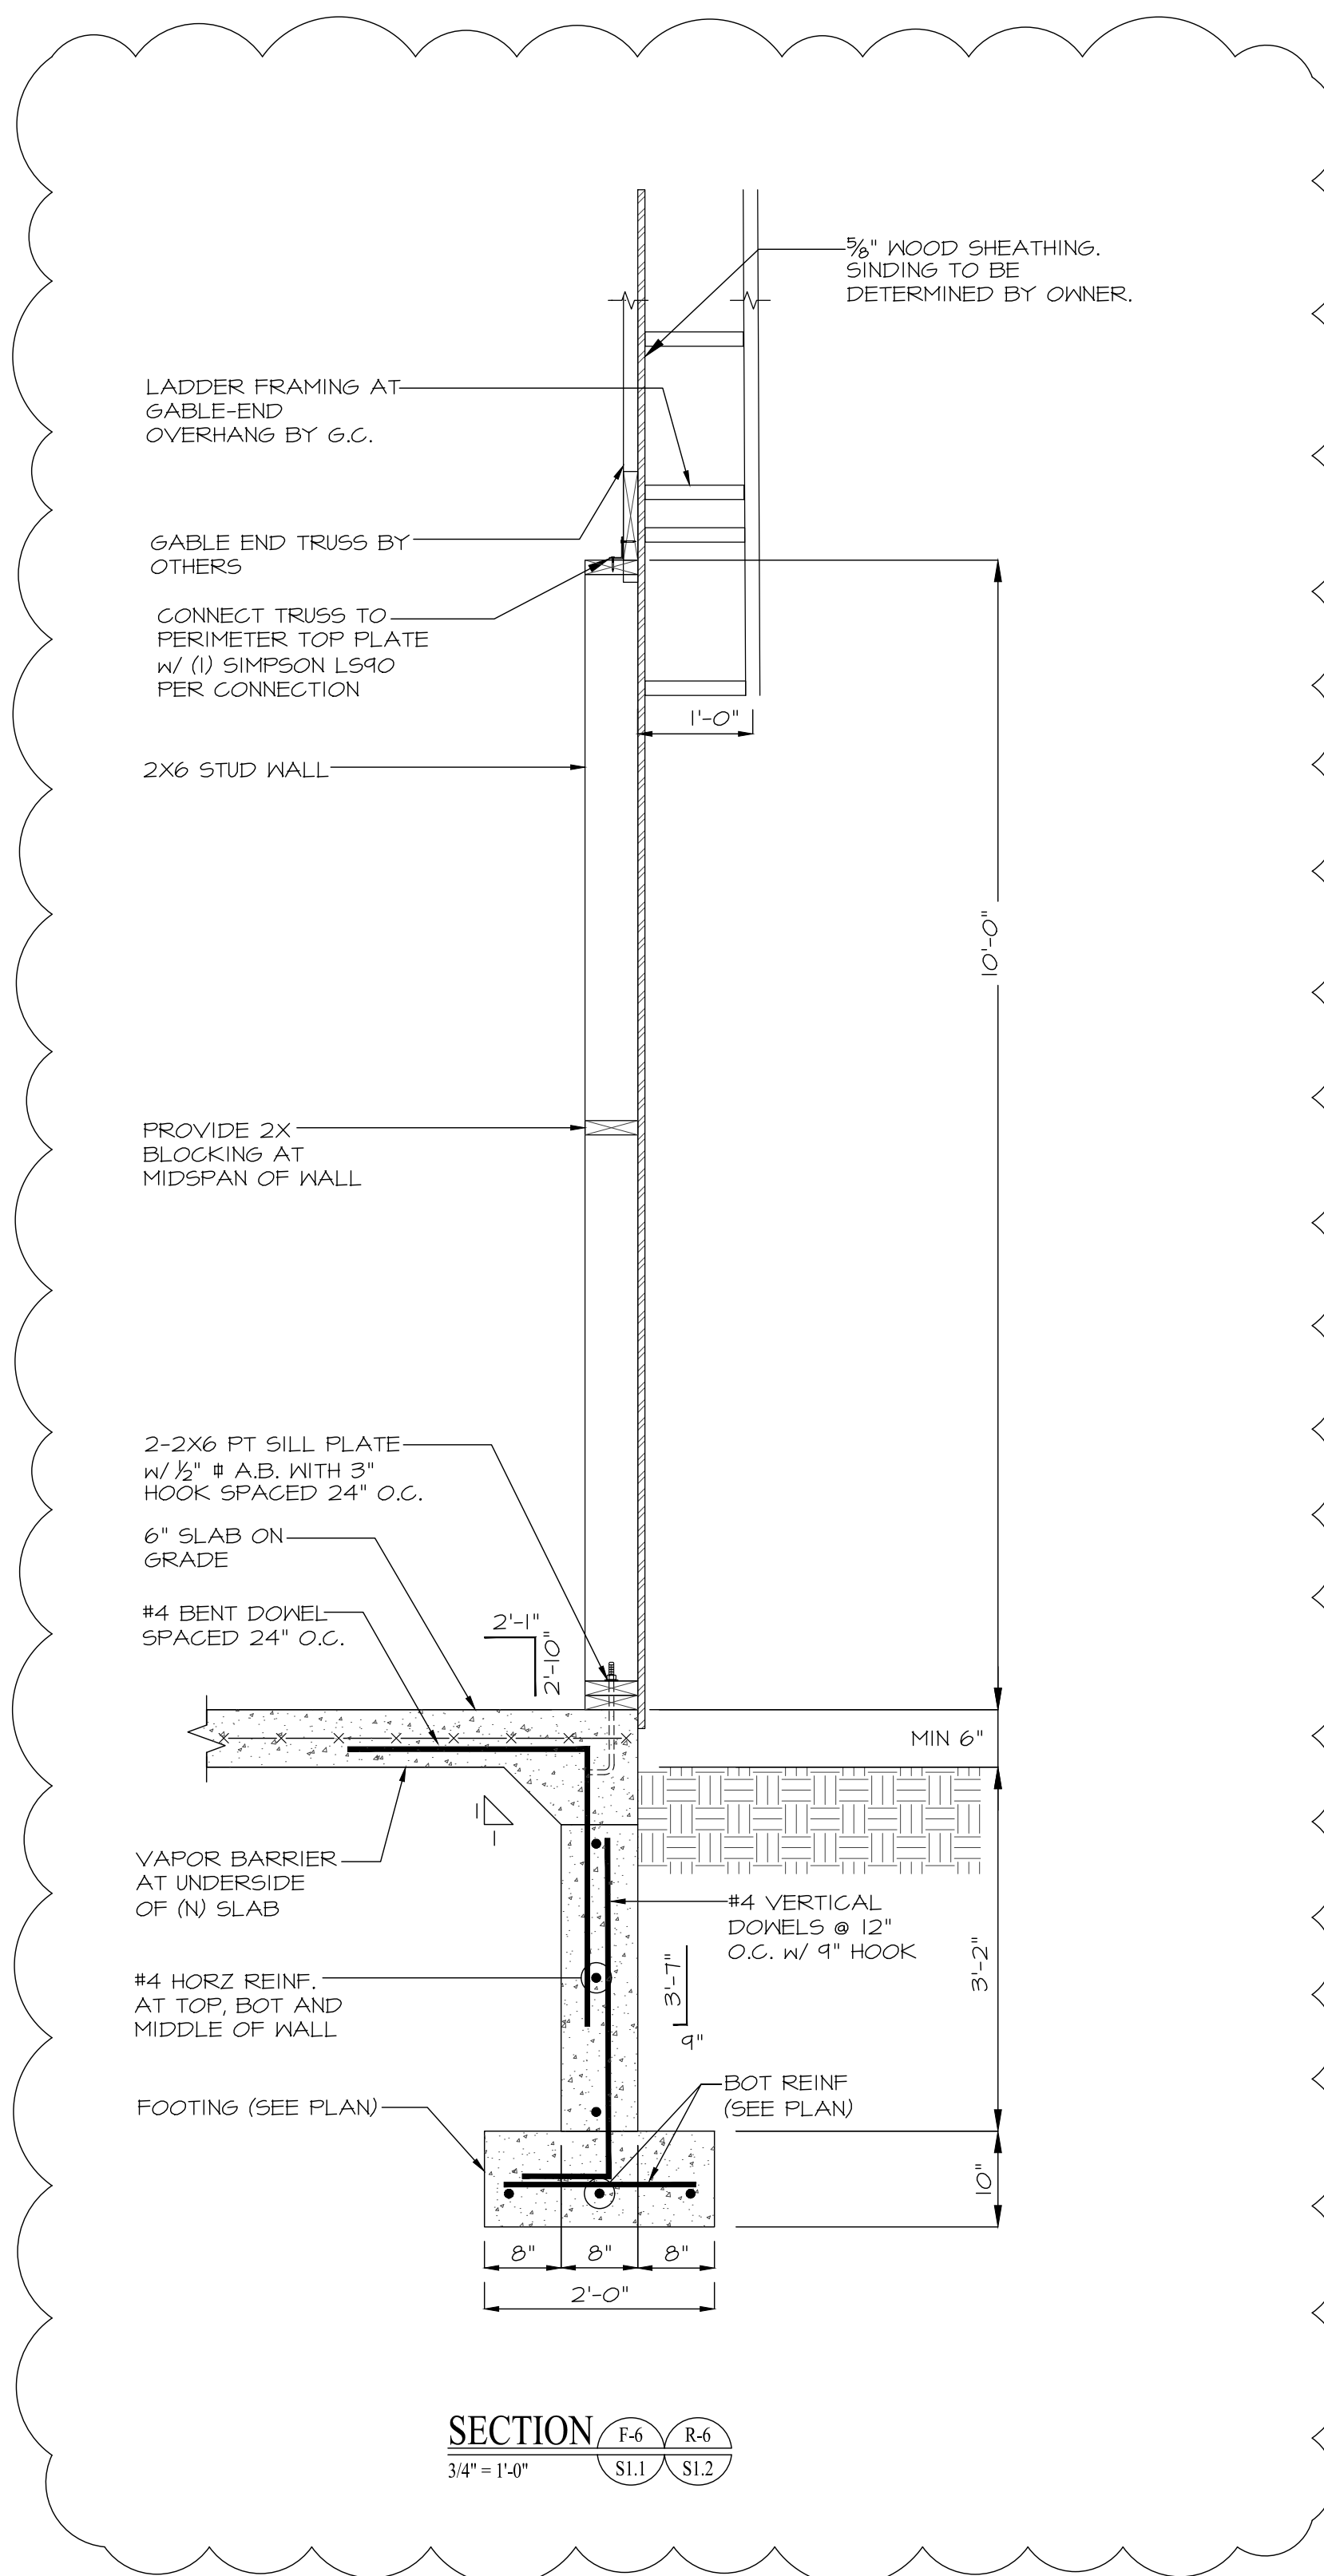 5/8" WOOD SHEATHING.
SINDING TO BE
DETERMINED BY OWNER.
LADDER FRAMING AT
GABLE-END
OVERHANG BY G.C.
GABLE END TRUSS BY
OTHERS
CONNECT TRUSS TO
PERIMETER TOP PLATE
w/ (1) SIMPSON LS90
PER CONNECTION
1'-0"
2X6 STUD WALL
10'-0"
PROVIDE 2X
BLOCKING AT
MIDSPAN OF WALL
2-2X6 PT SILL PLATE
w/ 1/2" ⌀ A.B. WITH 3"
HOOK SPACED 24" O.C.
6" SLAB ON
GRADE
#4 BENT DOWEL
SPACED 24" O.C.
2'-1"
2'-10"
MIN 6"
1
1
VAPOR BARRIER
AT UNDERSIDE
OF (N) SLAB
#4 VERTICAL
DOWELS @ 12"
O.C. w/ 9" HOOK
3'-2"
#4 HORZ REINF.
AT TOP, BOT AND
MIDDLE OF WALL
3'-7"
9"
BOT REINF
(SEE PLAN)
FOOTING (SEE PLAN)
10"
8" 8" 8"
2'-0"
SECTION F-6 R-6
3/4" = 1'-0" S1.1 S1.2